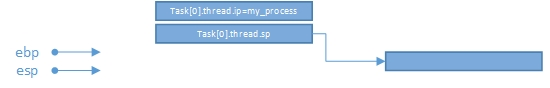 Task[0].thread.ip=my_process
Task[0].thread.sp
ebp
esp